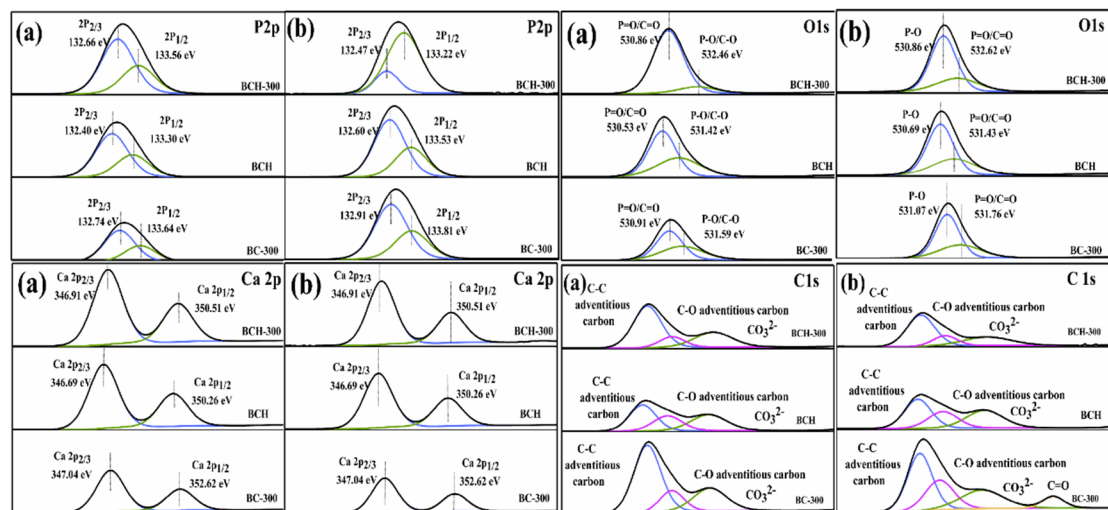 (a)
P2p
2P2/3
132.66 eV
2P1/2
133.56 eV
BCH-300
2P2/3
132.40 eV
2P1/2
133.30 eV
BCH
2P2/3
132.74 eV
2P1/2
133.64 eV
BC-300
(b)
P2p
2P2/3
132.47 eV
2P1/2
133.22 eV
BCH-300
2P2/3
132.60 eV
2P1/2
133.53 eV
BCH
2P2/3
132.91 eV
2P1/2
133.81 eV
BC-300
(a)
O1s
P=O/C=O
530.86 eV
P-O/C-O
532.46 eV
BCH-300
P=O/C=O
530.53 eV
P-O/C-O
531.42 eV
BCH
P=O/C=O
530.91 eV
P-O/C-O
531.59 eV
BC-300
(b)
O1s
P-O
530.86 eV
P=O/C=O
532.62 eV
BCH-300
P-O
530.69 eV
P=O/C=O
531.43 eV
BCH
P-O
531.07 eV
P=O/C=O
531.76 eV
BC-300
(a)
Ca 2p
Ca 2p2/3
346.91 eV
Ca 2p1/2
350.51 eV
BCH-300
Ca 2p2/3
346.69 eV
Ca 2p1/2
350.26 eV
BCH
Ca 2p2/3
347.04 eV
Ca 2p1/2
352.62 eV
BC-300
(b)
Ca 2p
Ca 2p2/3
346.91 eV
Ca 2p1/2
350.51 eV
BCH-300
Ca 2p2/3
346.69 eV
Ca 2p1/2
350.26 eV
BCH
Ca 2p2/3
347.04 eV
Ca 2p1/2
352.62 eV
BC-300
(a)
C1s
C-C
adventitious
carbon
C-O adventitious carbon
CO3 2-
BCH-300
C-C
adventitious
carbon
C-O adventitious carbon
CO3 2-
BCH
C-C
adventitious
carbon
C-O adventitious carbon
CO3 2-
BC-300
(b)
C 1s
C-C
adventitious
carbon
C-O adventitious carbon
CO3 2-
BCH-300
C-C
adventitious
carbon
C-O adventitious carbon
CO3 2-
BCH
C-C
adventitious
carbon
C-O adventitious carbon
CO3 2-
C=O
BC-300